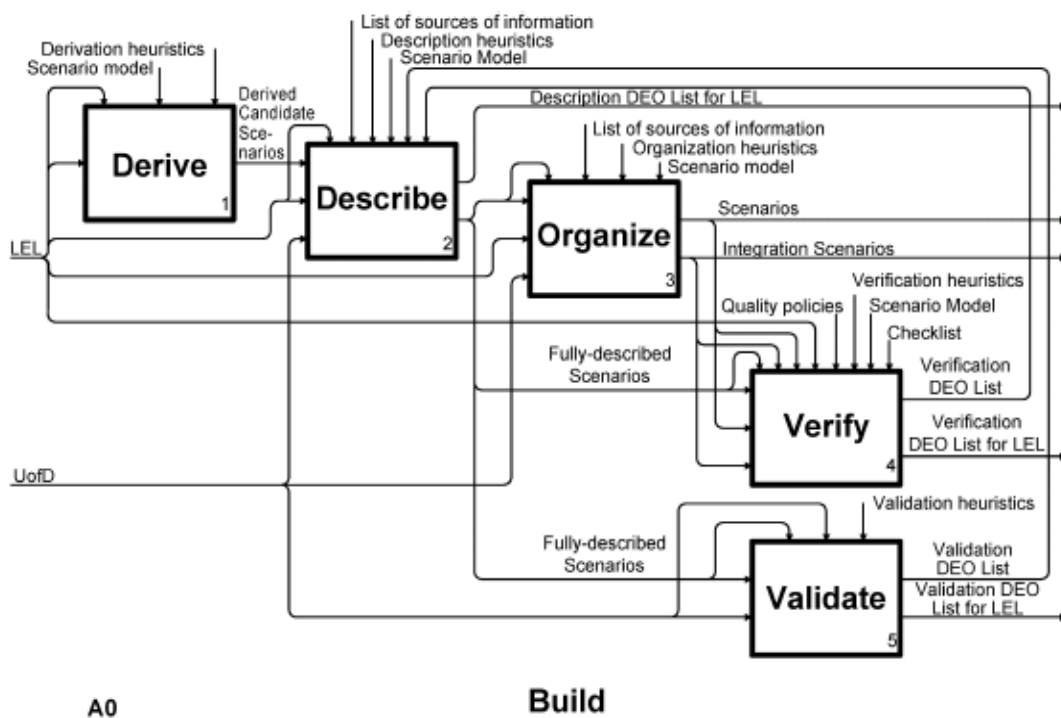 List of sources of information
Description heuristics
Scenario Model
Derivation heuristics
Scenario model
Derived
Candidate
Sce-
narios
Derive
1
Describe
2
Description DEO List for LEL
List of sources of information
Organization heuristics
Scenario model
Organize
3
Scenarios
Integration Scenarios
LEL
Verification heuristics
Quality policies
Scenario Model
Checklist
Fully-described
Scenarios
Verify
4
Verification
DEO List
Verification
DEO List for LEL
UofD
Validation heuristics
Fully-described
Scenarios
Validate
5
Validation
DEO List
Validation DEO
List for LEL
A0
Build